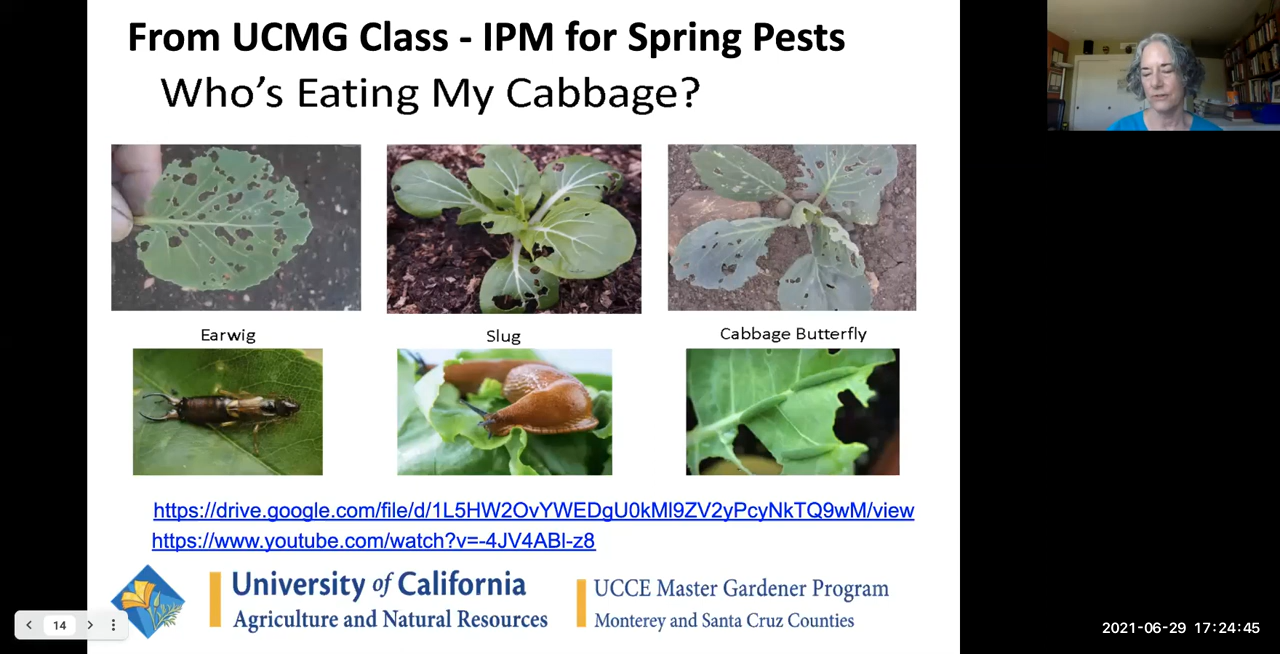 From UCMG Class - IPM for Spring Pests
Who's Eating My Cabbage?
Earwig
Slug
Cabbage Butterfly
https://drive.google.com/file/d/1L5HW2OvYWEDgU0kMl9ZV2yPcyNkTQ9wM/view
https://www.youtube.com/watch?v=-4JV4ABl-z8
University of California
Agriculture and Natural Resources
UCCE Master Gardener Program
Monterey and Santa Cruz Counties
14
2021-06-29 17:24:45